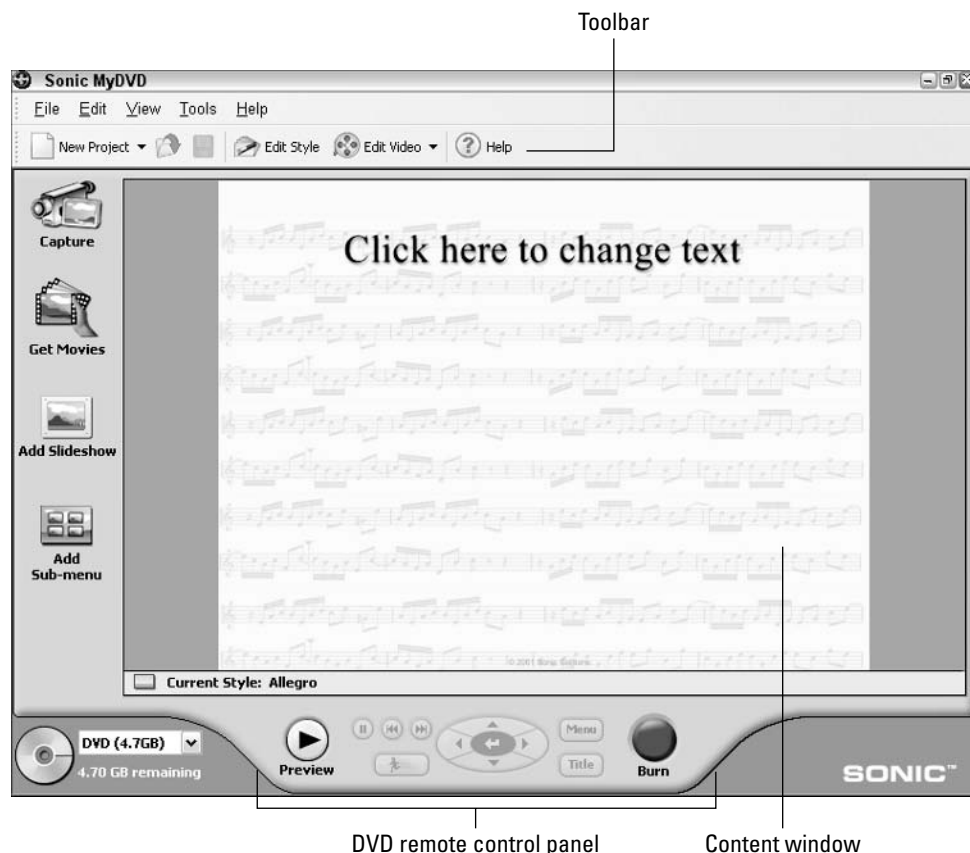 Toolbar
Sonic MyDVD
File Edit View Tools Help
New Project Edit Style Edit Video ? Help
Capture
Get Movies
Add Slideshow
Add
Sub-menu
Click here to change text
Current Style: Allegro
DVD (4.7GB)
4.70 GB remaining
Preview
Menu
Title
Burn
SONIC™
DVD remote control panel
Content window